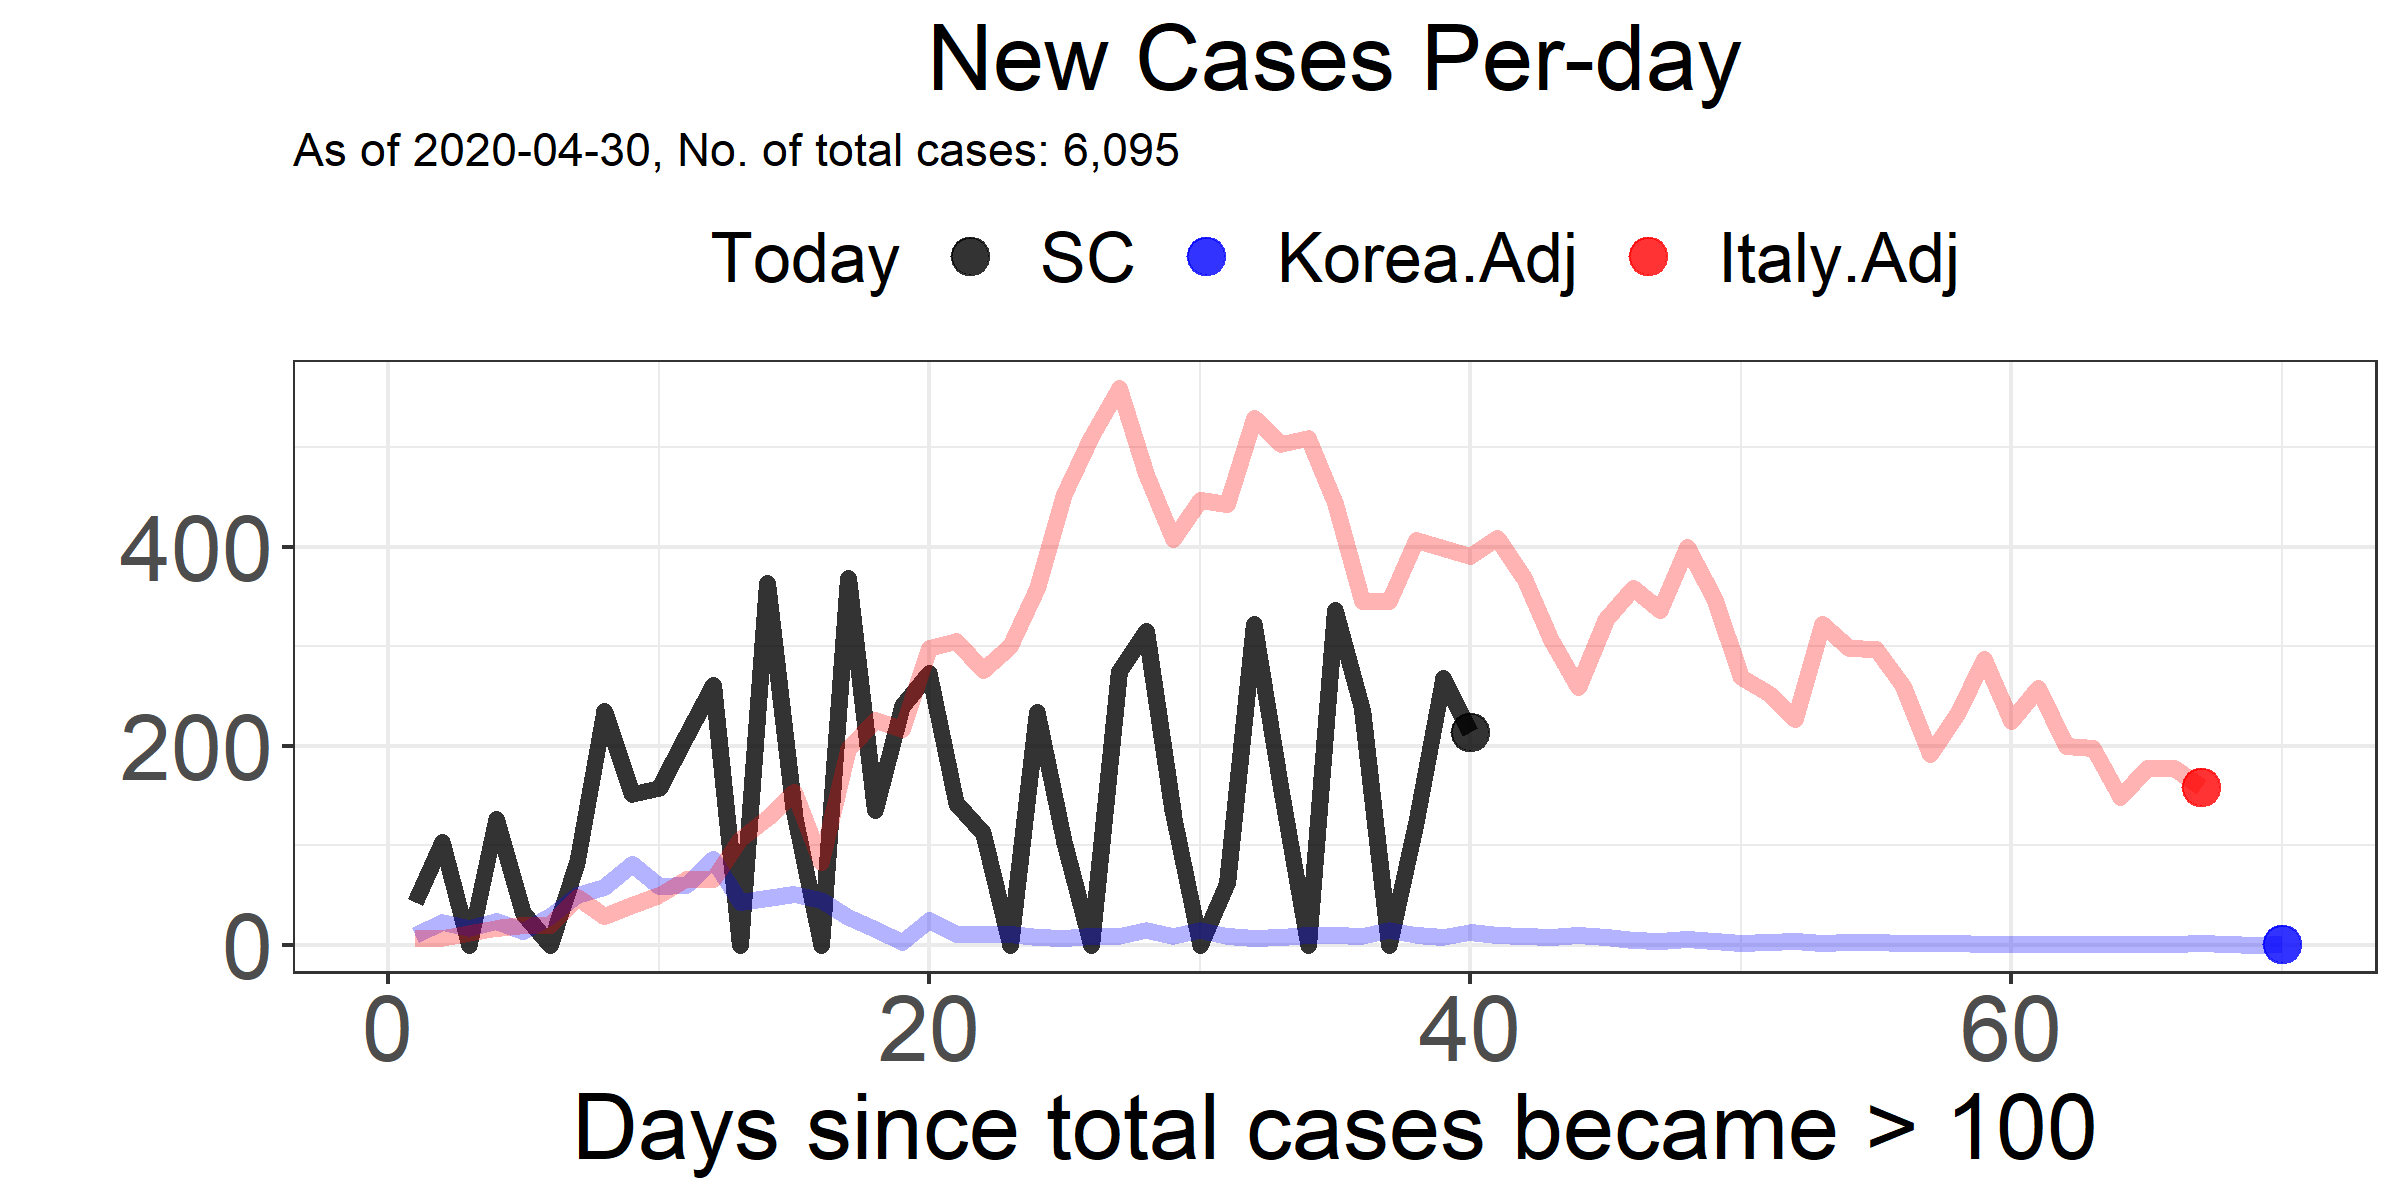 New Cases Per-day
As of 2020-04-30, No. of total cases: 6,095
Today SC Korea.Adj Italy.Adj
400
200
0
0 20 40 60
Days since total cases became > 100